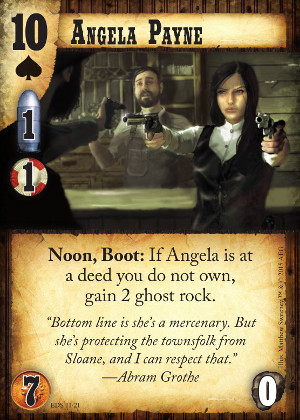 10 ANGELA PAYNE
1
1
Noon, Boot: If Angela is at
a deed you do not own,
gain 2 ghost rock.
"Bottom line is she's a mercenary. But
she's protecting the townsfolk from
Sloane, and I can respect that."
—Abram Grothe
7
0